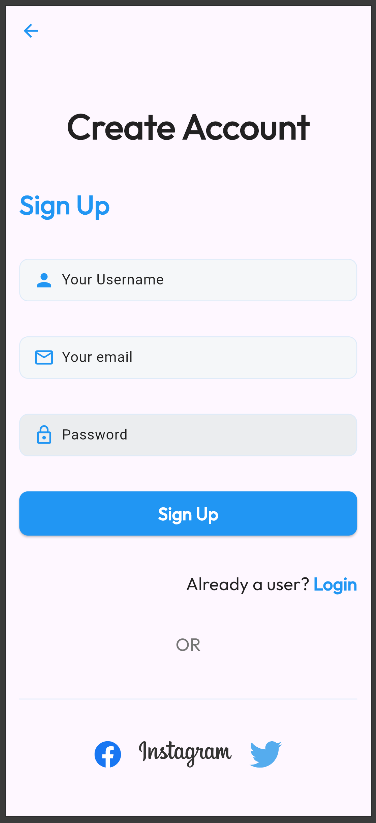 Create Account
Sign Up
Your Username
Your email
Password
Sign Up
Already a user? Login
OR
Instagram